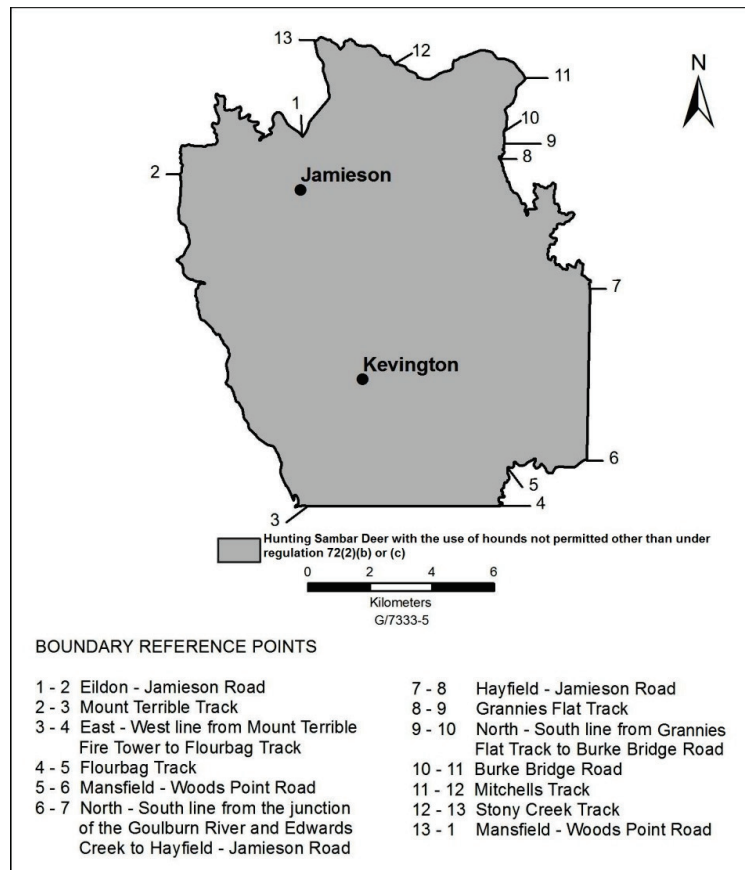 13
12
N
11
1
10
9
8
2
Jamieson
7
Kevington
6
5
4
3
Hunting Sambar Deer with the use of hounds not permitted other than under
regulation 72(2)(b) or (c)
0 2 4 6
Kilometers
G/7333-5
BOUNDARY REFERENCE POINTS
1 - 2 Eildon - Jamieson Road
2 - 3 Mount Terrible Track
3 - 4 East - West line from Mount Terrible
Fire Tower to Flourbag Track
4 - 5 Flourbag Track
5 - 6 Mansfield - Woods Point Road
6 - 7 North - South line from the junction
of the Goulburn River and Edwards
Creek to Hayfield - Jamieson Road
7 - 8 Hayfield - Jamieson Road
8 - 9 Grannies Flat Track
9 - 10 North - South line from Grannies
Flat Track to Burke Bridge Road
10 - 11 Burke Bridge Road
11 - 12 Mitchells Track
12 - 13 Stony Creek Track
13 - 1 Mansfield - Woods Point Road